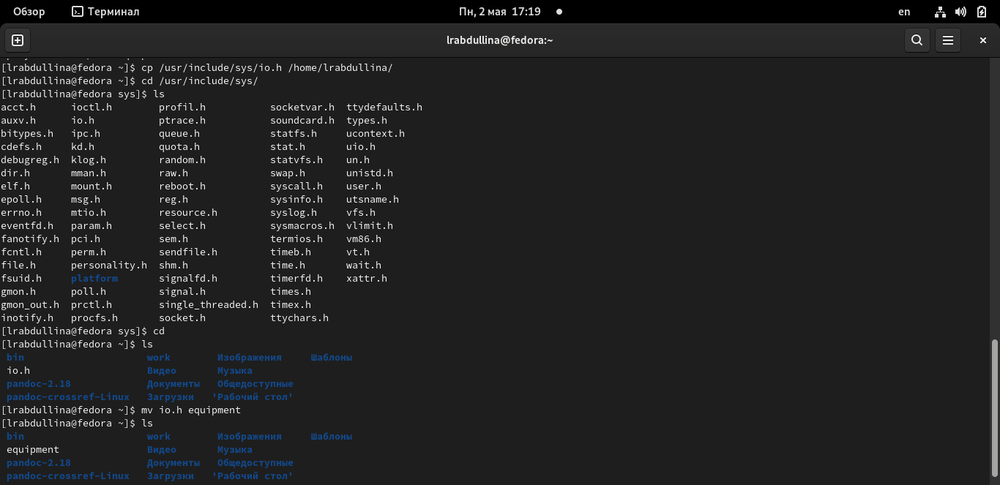 Обзор Терминал Пн, 2 мая 17:19 en
lrabdullina@fedora:~
[lrabdullina@fedora ~]$ cp /usr/include/sys/io.h /home/lrabdullina/
[lrabdullina@fedora ~]$ cd /usr/include/sys/
[lrabdullina@fedora sys]$ ls
acct.h ioctl.h profil.h socketvar.h ttydefaults.h
auxv.h io.h ptrace.h soundcard.h types.h
bitypes.h ipc.h queue.h statfs.h ucontext.h
cdefs.h kd.h quota.h stat.h uio.h
debugreg.h klog.h random.h statvfs.h un.h
dir.h mman.h raw.h swap.h unistd.h
elf.h mount.h reboot.h syscall.h user.h
epoll.h msg.h reg.h sysinfo.h utsname.h
errno.h mtio.h resource.h syslog.h vfs.h
eventfd.h param.h select.h sysmacros.h vlimit.h
fanotify.h pci.h sem.h termios.h vm86.h
fcntl.h perm.h sendfile.h timeb.h vt.h
file.h personality.h shm.h time.h wait.h
fsuid.h platform signalfd.h timerfd.h xattr.h
gmon.h poll.h signal.h times.h
gmon_out.h prctl.h single_threaded.h timex.h
inotify.h procfs.h socket.h ttychars.h
[lrabdullina@fedora sys]$ cd
[lrabdullina@fedora ~]$ ls
bin work Изображения Шаблоны
io.h Видео Музыка
pandoc-2.18 Документы Общедоступные
pandoc-crossref-Linux Загрузки 'Рабочий стол'
[lrabdullina@fedora ~]$ mv io.h equipment
[lrabdullina@fedora ~]$ ls
bin work Изображения Шаблоны
equipment Видео Музыка
pandoc-2.18 Документы Общедоступные
pandoc-crossref-Linux Загрузки 'Рабочий стол'